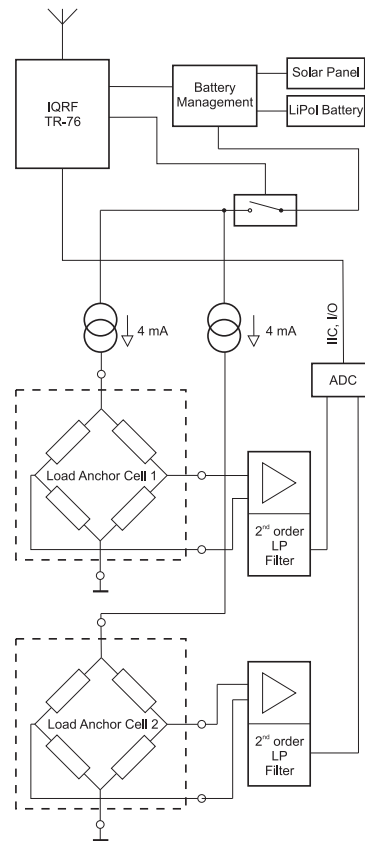 IQRF
TR-76
Battery
Management
Solar Panel
LiPol Battery
4 mA
4 mA
IIC, I/O
ADC
Load Anchor Cell 1
2nd order
LP
Filter
Load Anchor Cell 2
2nd order
LP
Filter